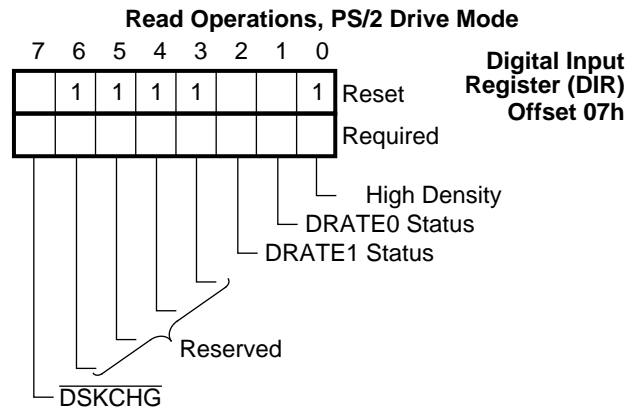 Read Operations, PS/2 Drive Mode
7 6 5 4 3 2 1 0
Digital Input
Register (DIR)
Offset 07h
1 1 1 1 1 Reset
Required
High Density
DRATE0 Status
DRATE1 Status
Reserved
DSKCHG